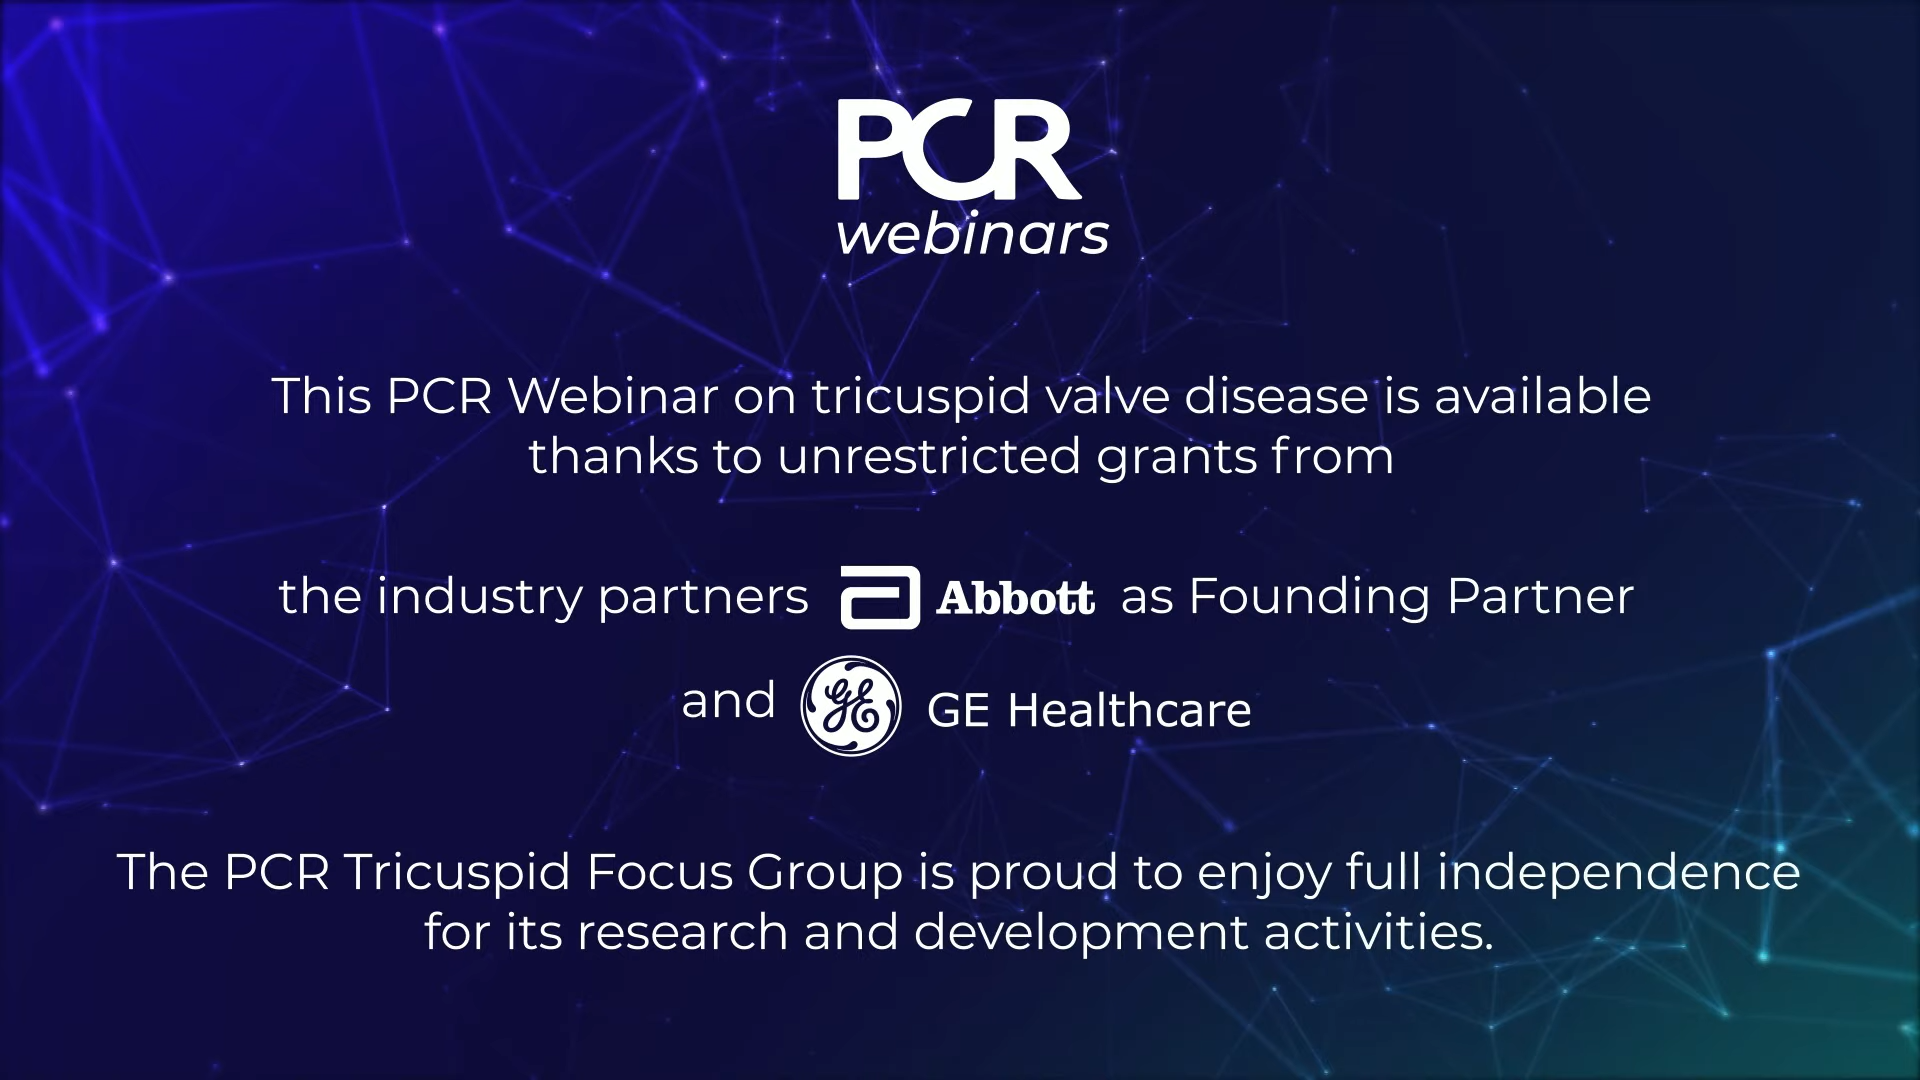 PCR
webinars
This PCR Webinar on tricuspid valve disease is available
thanks to unrestricted grants from
the industry partners Abbott as Founding Partner
and GE GE Healthcare
The PCR Tricuspid Focus Group is proud to enjoy full independence
for its research and development activities.